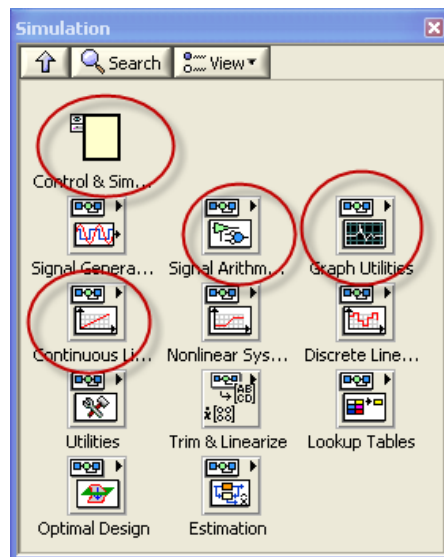 Simulation
Search View
Control & Sim...
Signal Genera... Signal Arithm... Graph Utilities
Continuous Li... Nonlinear Sys... Discrete Line...
Utilities Trim & Linearize Lookup Tables
Optimal Design Estimation